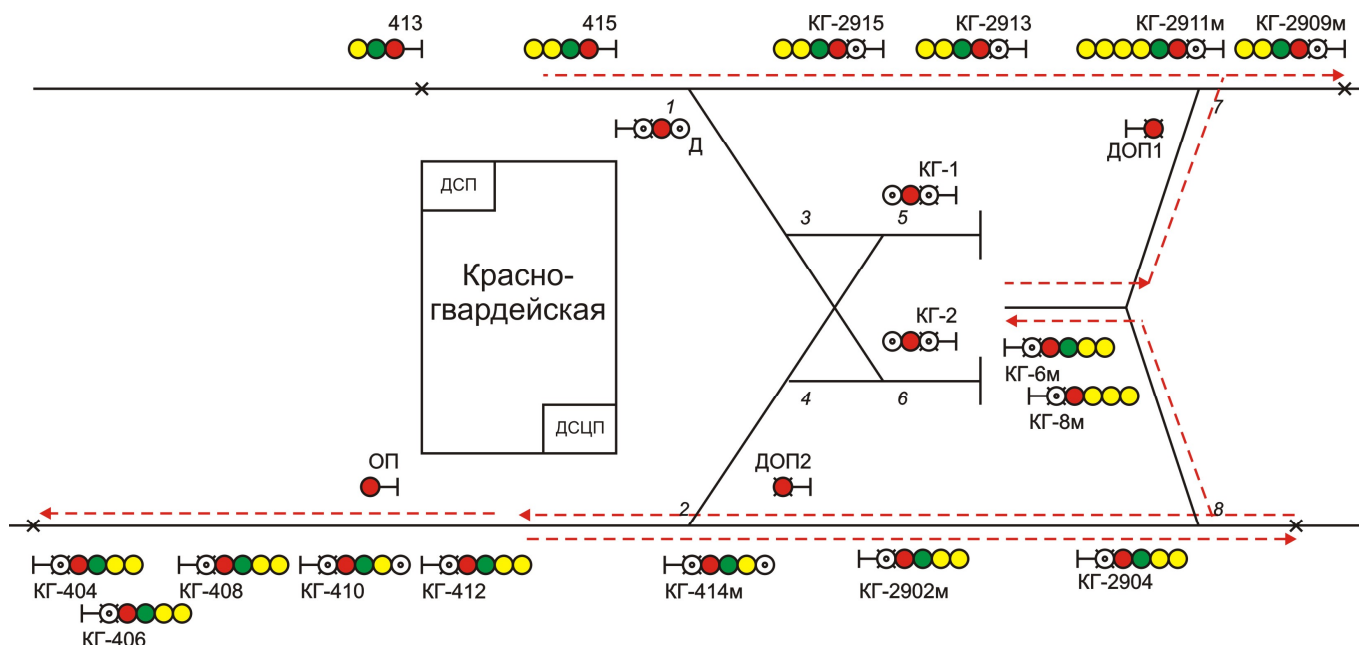 413
415
КГ-2915
КГ-2913
КГ-2911м
КГ-2909м
1
Д
7
ДОП1
ДСП
КГ-1
3
5
Красно-
гвардейская
КГ-2
КГ-6м
4
6
КГ-8м
ДСЦП
ОП
ДОП2
2
8
КГ-404
КГ-408
КГ-410
КГ-412
КГ-414м
КГ-2902м
КГ-2904
КГ-406